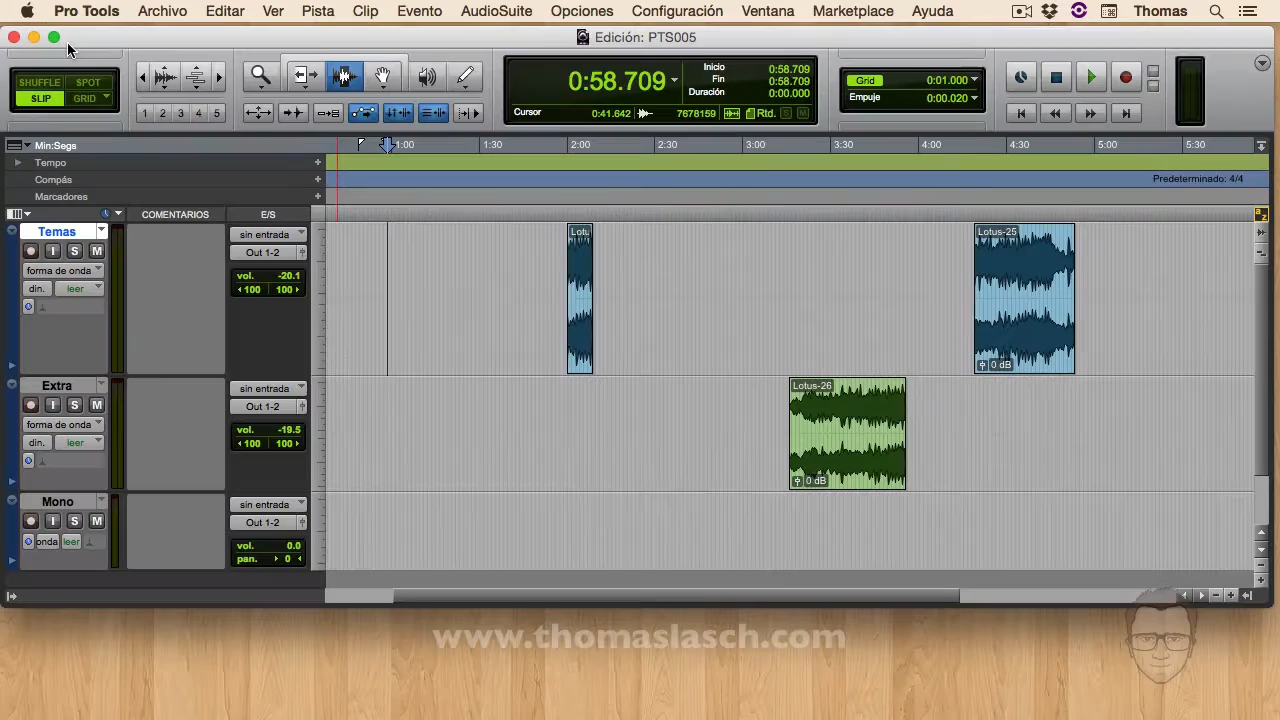 Pro Tools Archivo Editar Ver Pista Clip Evento AudioSuite Opciones Configuración Ventana Marketplace Ayuda Thomas
Edición: PTS005
SHUFFLE SPOT
SLIP GRID
1 2 3 4 5
0:58.709
Inicio 0:58.709
Fin 0:58.709
Duración 0:00.000
Cursor 0:41.642 7678159 Rtd. S M
Grid 0:01.000
Empuje 0:00.020
Min:Segs 1:00 1:30 2:00 2:30 3:00 3:30 4:00 4:30 5:00 5:30
Tempo +
Compás + Predeterminado: 4/4
Marcadores +
COMENTARIOS E/S
a z
Temas sin entrada Lotu Lotus-25
I S M Out 1-2
forma de onda vol. -20.1
din. leer 100 100
0 dB
Extra sin entrada Lotus-26
I S M Out 1-2
forma de onda vol. -19.5
din. leer 100 100
0 dB
Mono sin entrada
I S M Out 1-2
onda leer vol. 0.0
pan. 0
www.thomaslasch.com